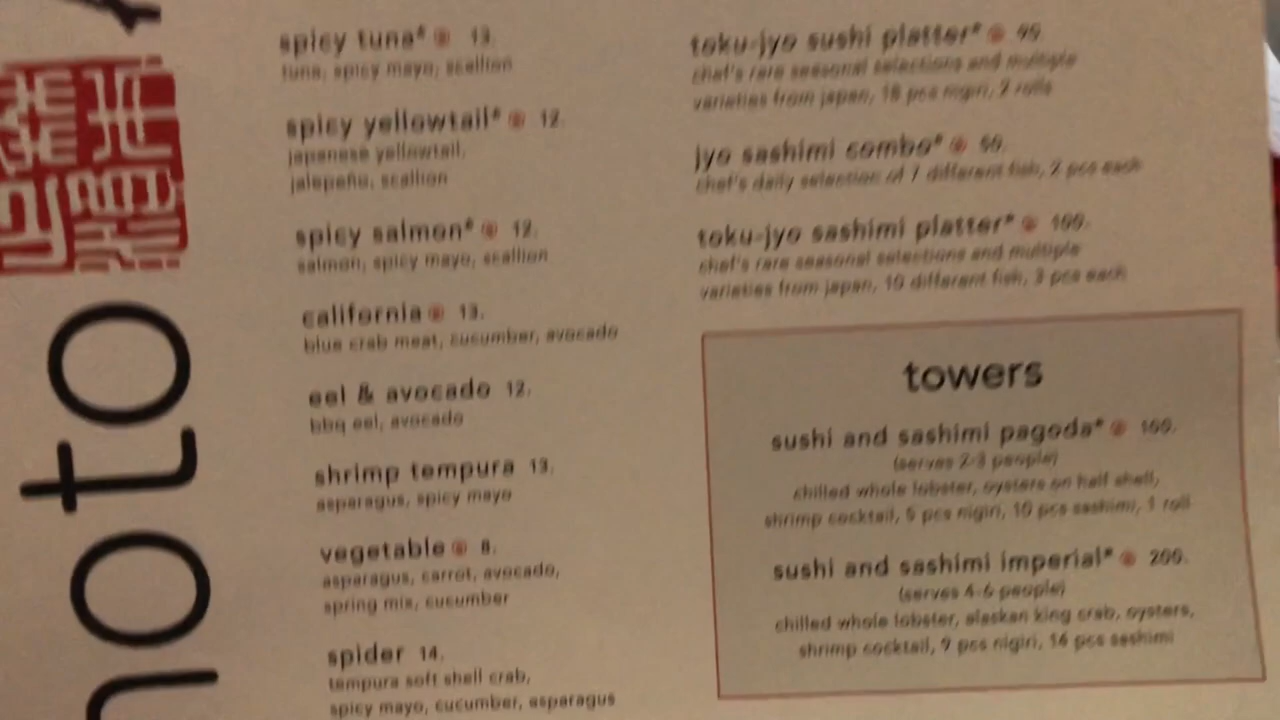 spicy tuna* 13.
tuna, spicy mayo, scallion
spicy yellowtail* 12.
japanese yellowtail,
jalapeño, scallion
spicy salmon* 12.
salmon, spicy mayo, scallion
california 13.
blue crab meat, cucumber, avocado
eel & avocado 12.
bbq eel, avocado
shrimp tempura 13.
asparagus, spicy mayo
vegetable 8.
asparagus, carrot, avocado,
spring mix, cucumber
spider 14.
tempura soft shell crab,
spicy mayo, cucumber, asparagus
toku-jyo sushi platter*
chef's rare seasonal selections and multiple
varieties from japan, 18 pcs nigiri, 2 rolls
jyo sashimi combo*
chef's daily selection of 7 different fish, 2 pcs each
toku-jyo sashimi platter* 100.
chef's rare seasonal selections and multiple
varieties from japan, 10 different fish, 3 pcs each
towers
sushi and sashimi pagoda* 100.
(serves 2-3 people)
chilled whole lobster, oysters on half shell,
shrimp cocktail, 5 pcs nigiri, 10 pcs sashimi, 1 roll
sushi and sashimi imperial* 200.
(serves 4-6 people)
chilled whole lobster, alaskan king crab, oysters,
shrimp cocktail, 9 pcs nigiri, 16 pcs sashimi
oto